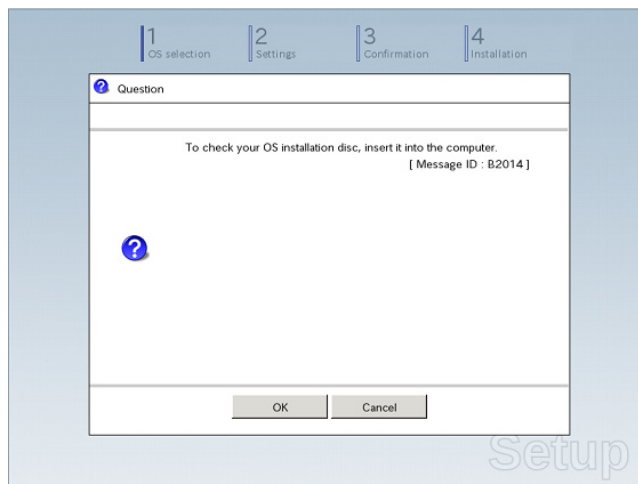 1
OS selection
2
Settings
3
Confirmation
4
Installation
Question
To check your OS installation disc, insert it into the computer.
[ Message ID : B2014 ]
OK
Cancel
Setup